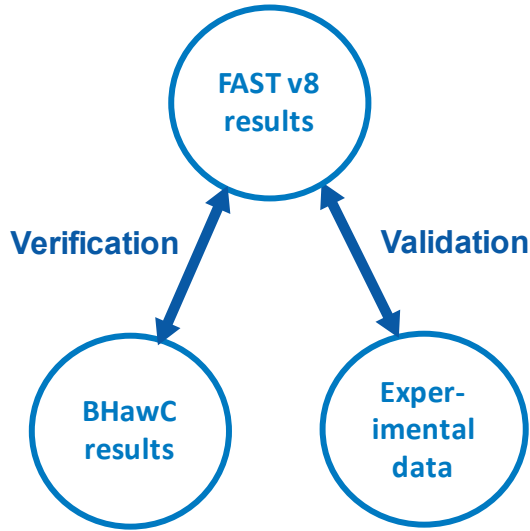 FAST v8
results
Verification
Validation
BHawC
results
Exper-
imental
data